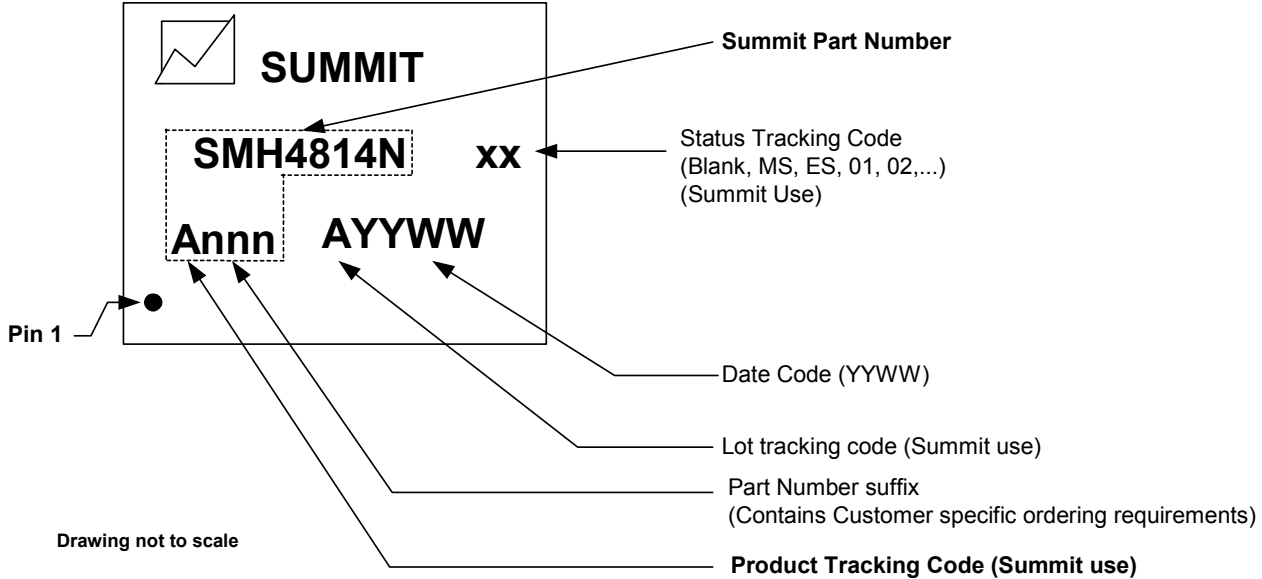 Summit Part Number
SUMMIT
SMH4814N xx
Status Tracking Code
(Blank, MS, ES, 01, 02,...)
(Summit Use)
Annn AYYWW
Pin 1
Date Code (YYWW)
Lot tracking code (Summit use)
Part Number suffix
(Contains Customer specific ordering requirements)
Drawing not to scale
Product Tracking Code (Summit use)